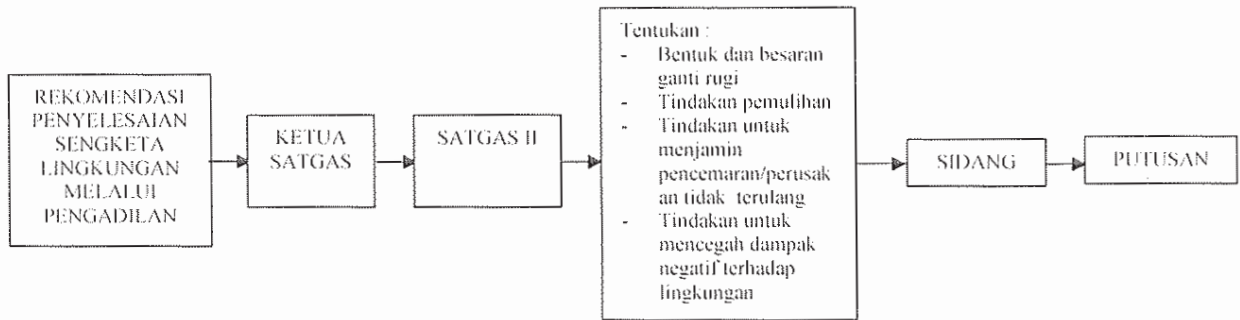 REKOMENDASI
PENYELESAIAN
SENGKETA
LINGKUNGAN
MELALUI
PENGADILAN
KETUA
SATGAS
SATGAS II
Tentukan :
- Bentuk dan besaran
ganti rugi
- Tindakan pemulihan
- Tindakan untuk
menjamin
pencemaran/perusak
an tidak terulang
- Tindakan untuk
mencegah dampak
negatif terhadap
lingkungan
SIDANG
PUTUSAN